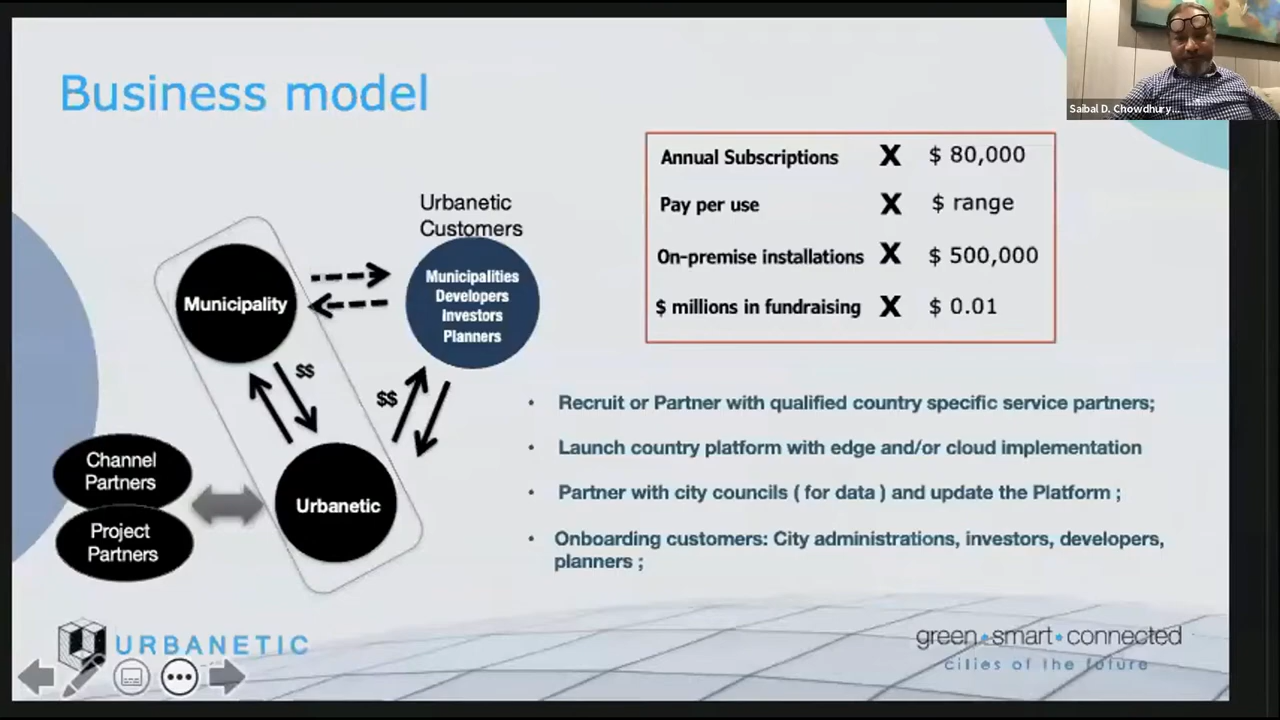 Saibal D. Chowdhury...
Business model
Annual Subscriptions X $ 80,000
Pay per use X $ range
On-premise installations X $ 500,000
$ millions in fundraising X $ 0.01
Urbanetic
Customers
Municipality
Municipalities
Developers
Investors
Planners
$$
$$
Channel
Partners
Project
Partners
Urbanetic
• Recruit or Partner with qualified country specific service partners;
• Launch country platform with edge and/or cloud implementation
• Partner with city councils ( for data ) and update the Platform ;
• Onboarding customers: City administrations, investors, developers,
planners ;
URBANETIC
green•smart•connected
cities of the future